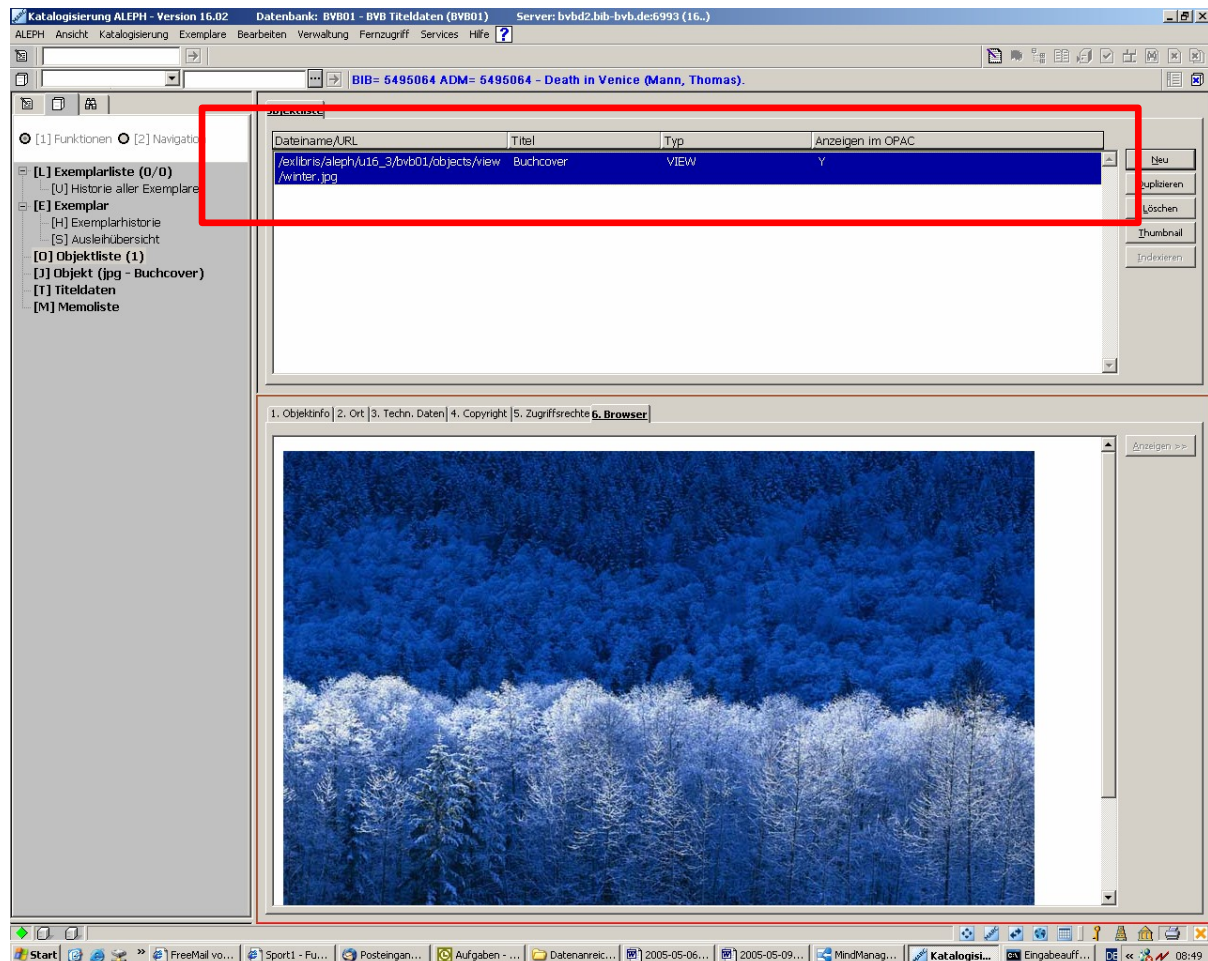 Katalogisierung ALEPH - Version 16.02 Datenbank: BVB01 - BVB Titeldaten (BVB01) Server: bvbd2.bib-bvb.de:6993 (16..)
ALEPH Ansicht Katalogisierung Exemplare Bearbeiten Verwaltung Fernzugriff Services Hilfe ?
BIB= 5495064 ADM= 5495064 - Death in Venice (Mann, Thomas).
[1] Funktionen [2] Navigatio
[L] Exemplarliste (0/0)
[U] Historie aller Exemplare
[E] Exemplar
[H] Exemplarhistorie
[S] Ausleihübersicht
[O] Objektliste (1)
[J] Objekt (jpg - Buchcover)
[T] Titeldaten
[M] Memoliste
Objektliste
Dateiname/URL Titel Typ Anzeigen im OPAC
/exlibris/aleph/u16_3/bvb01/objects/view Buchcover VIEW Y
/winter.jpg
Neu
Duplizieren
Löschen
Thumbnail
Indexieren
1. Objektinfo 2. Ort 3. Techn. Daten 4. Copyright 5. Zugriffsrechte 6. Browser
Anzeigen >>
Start » FreeMail vo... Sport1 - Fu... Posteingan... Aufgaben - ... Datenanreic... 2005-05-06... 2005-05-09... MindManag... Katalogisi... Eingabeauff... DE « 08:49